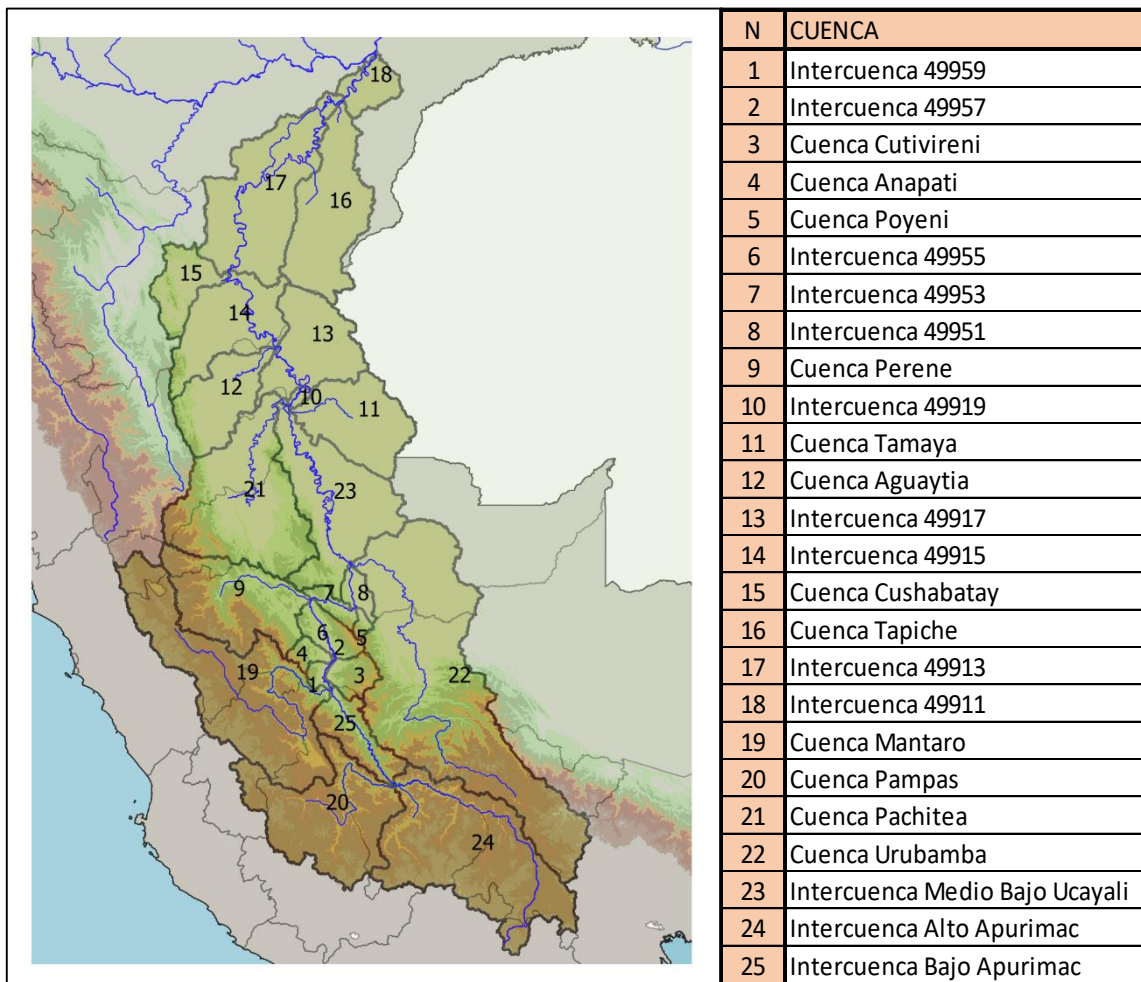 18
17
16
15
14
13
12
10
11
21
23
9
7
8
6
5
2
4
3
19
1
22
25
20
24
N CUENCA
1 Intercuenca 49959
2 Intercuenca 49957
3 Cuenca Cutivireni
4 Cuenca Anapati
5 Cuenca Poyeni
6 Intercuenca 49955
7 Intercuenca 49953
8 Intercuenca 49951
9 Cuenca Perene
10 Intercuenca 49919
11 Cuenca Tamaya
12 Cuenca Aguaytia
13 Intercuenca 49917
14 Intercuenca 49915
15 Cuenca Cushabatay
16 Cuenca Tapiche
17 Intercuenca 49913
18 Intercuenca 49911
19 Cuenca Mantaro
20 Cuenca Pampas
21 Cuenca Pachitea
22 Cuenca Urubamba
23 Intercuenca Medio Bajo Ucayali
24 Intercuenca Alto Apurimac
25 Intercuenca Bajo Apurimac